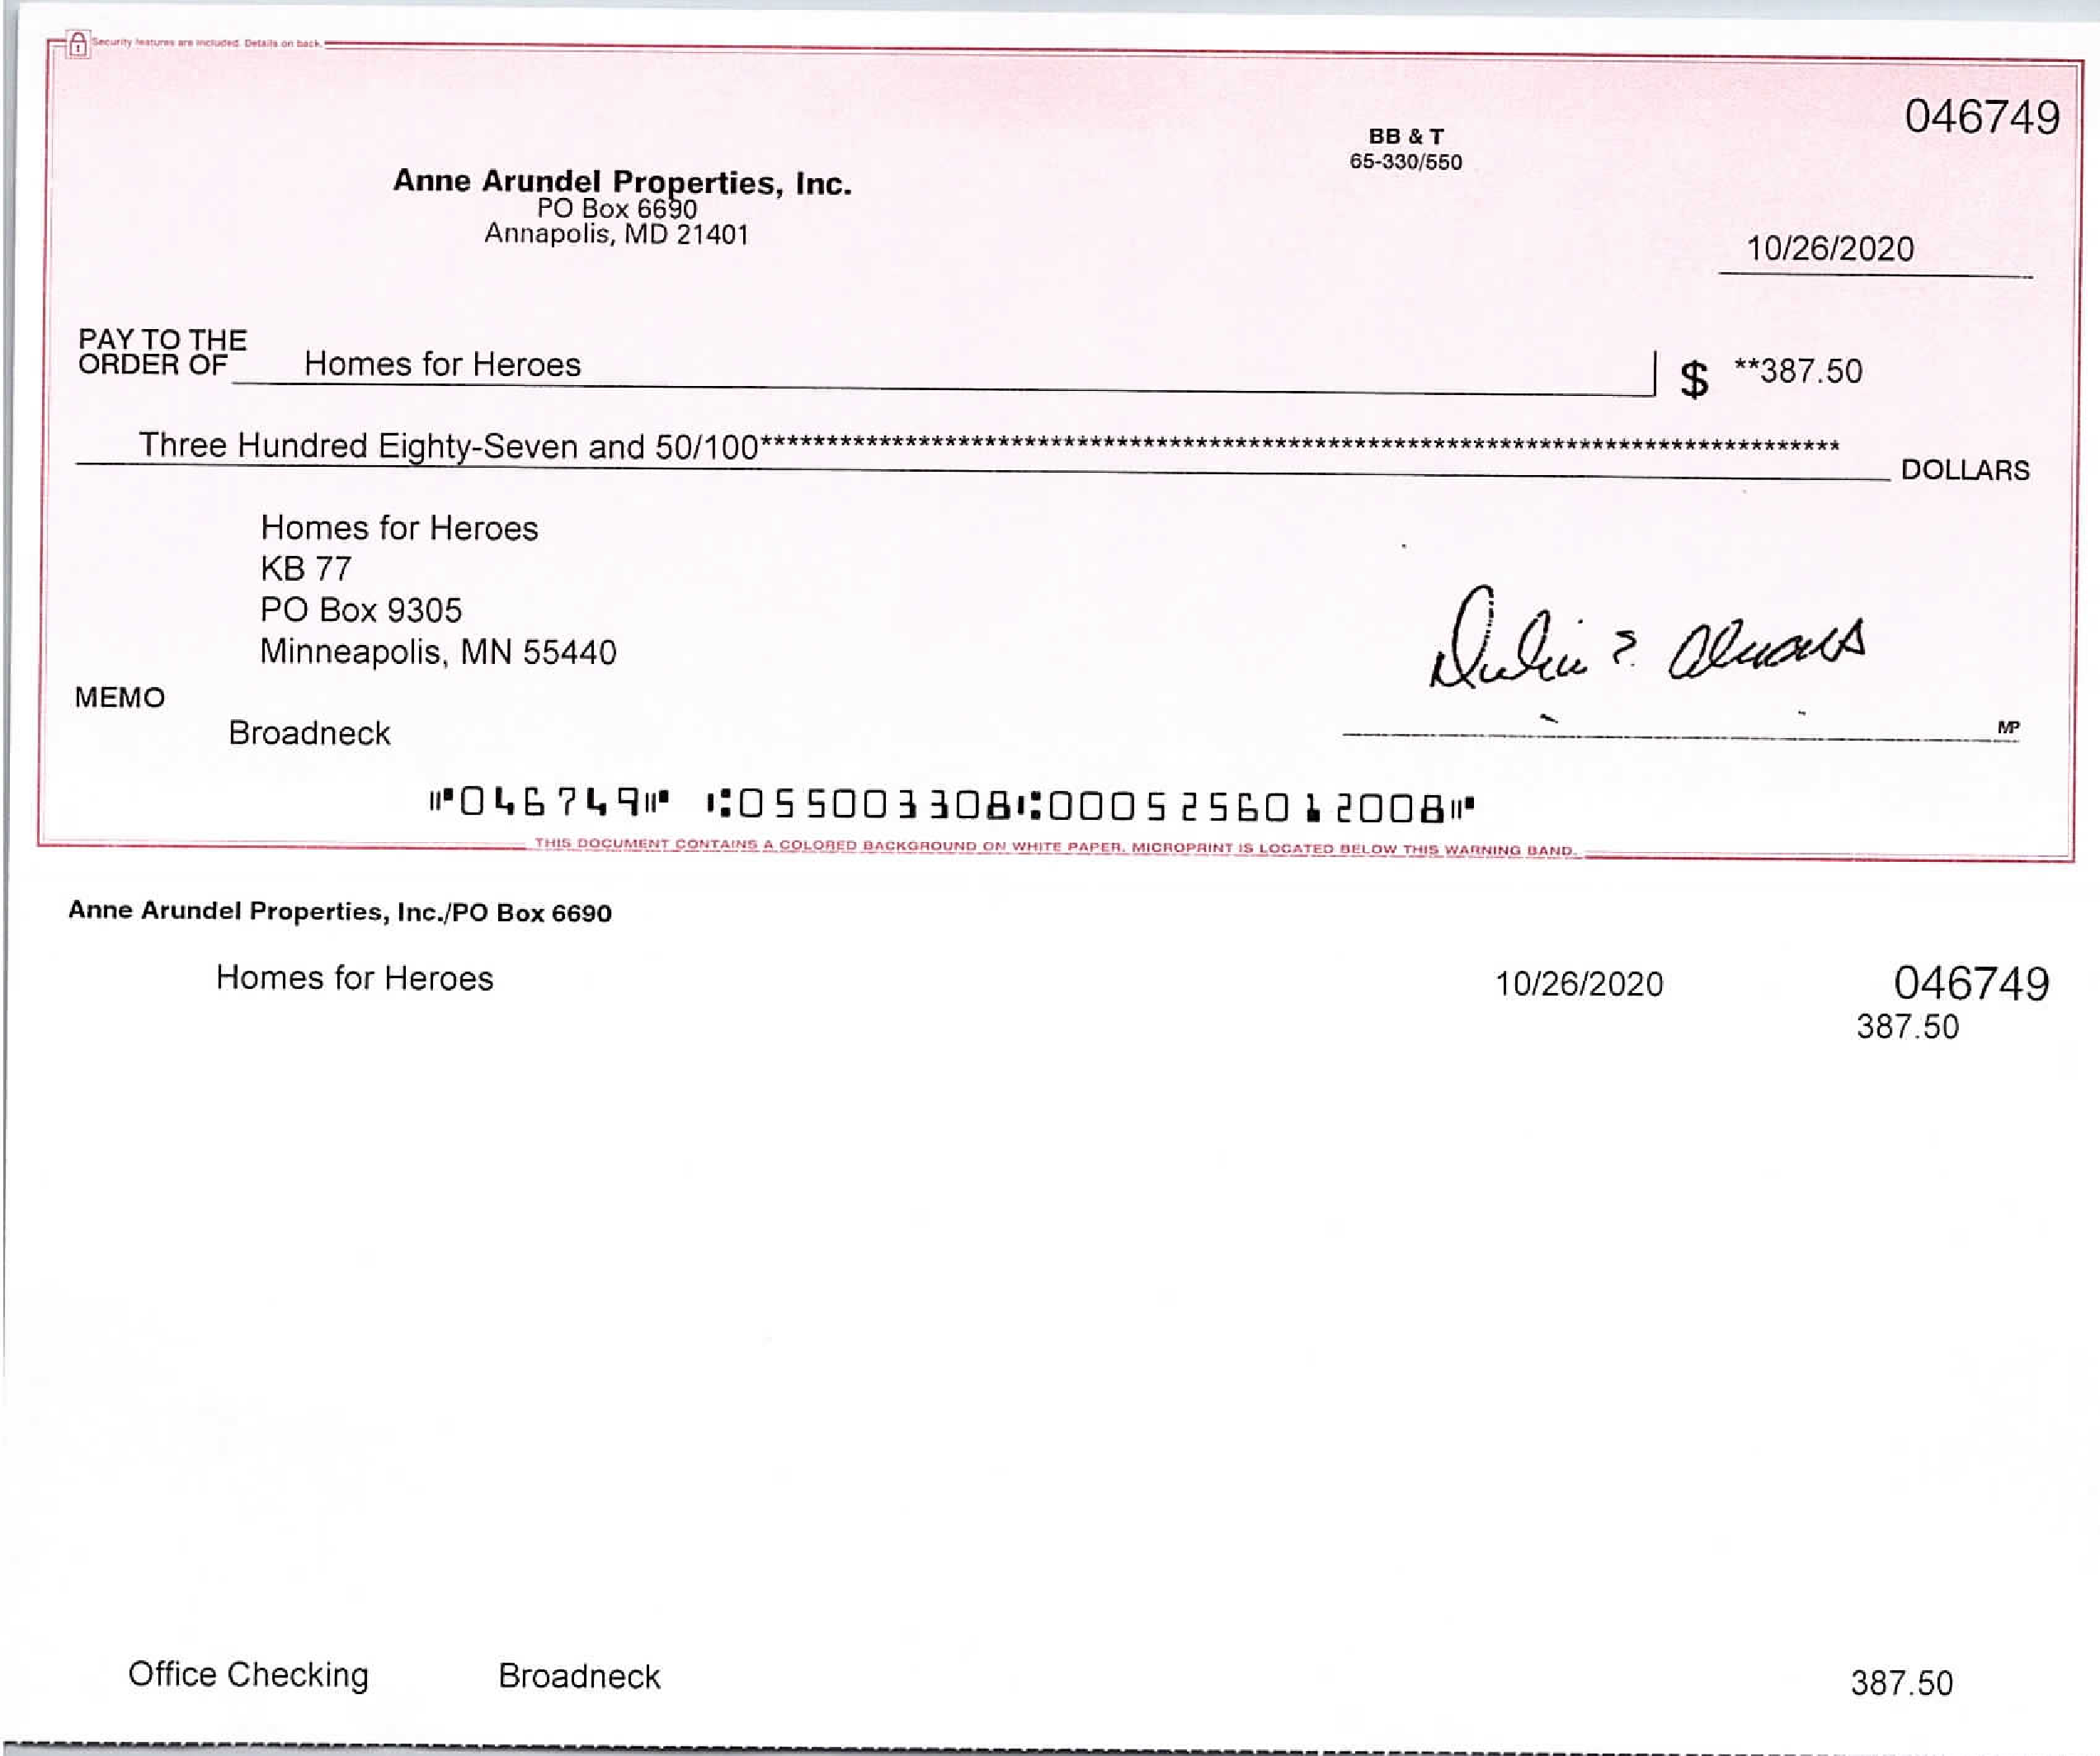 Security features are included. Details on back.
046749
BB & T
65-330/550
Anne Arundel Properties, Inc.
PO Box 6690
Annapolis, MD 21401
10/26/2020
PAY TO THE
ORDER OF Homes for Heroes $ **387.50
Three Hundred Eighty-Seven and 50/100**********************************************************************************
DOLLARS
Homes for Heroes
KB 77
PO Box 9305
Minneapolis, MN 55440
MEMO
Broadneck
MP
⑈046749⑈ ⑆055003308⑆0005256012008⑈
THIS DOCUMENT CONTAINS A COLORED BACKGROUND ON WHITE PAPER. MICROPRINT IS LOCATED BELOW THIS WARNING BAND.
Anne Arundel Properties, Inc./PO Box 6690
Homes for Heroes 10/26/2020 046749
387.50
Office Checking Broadneck 387.50